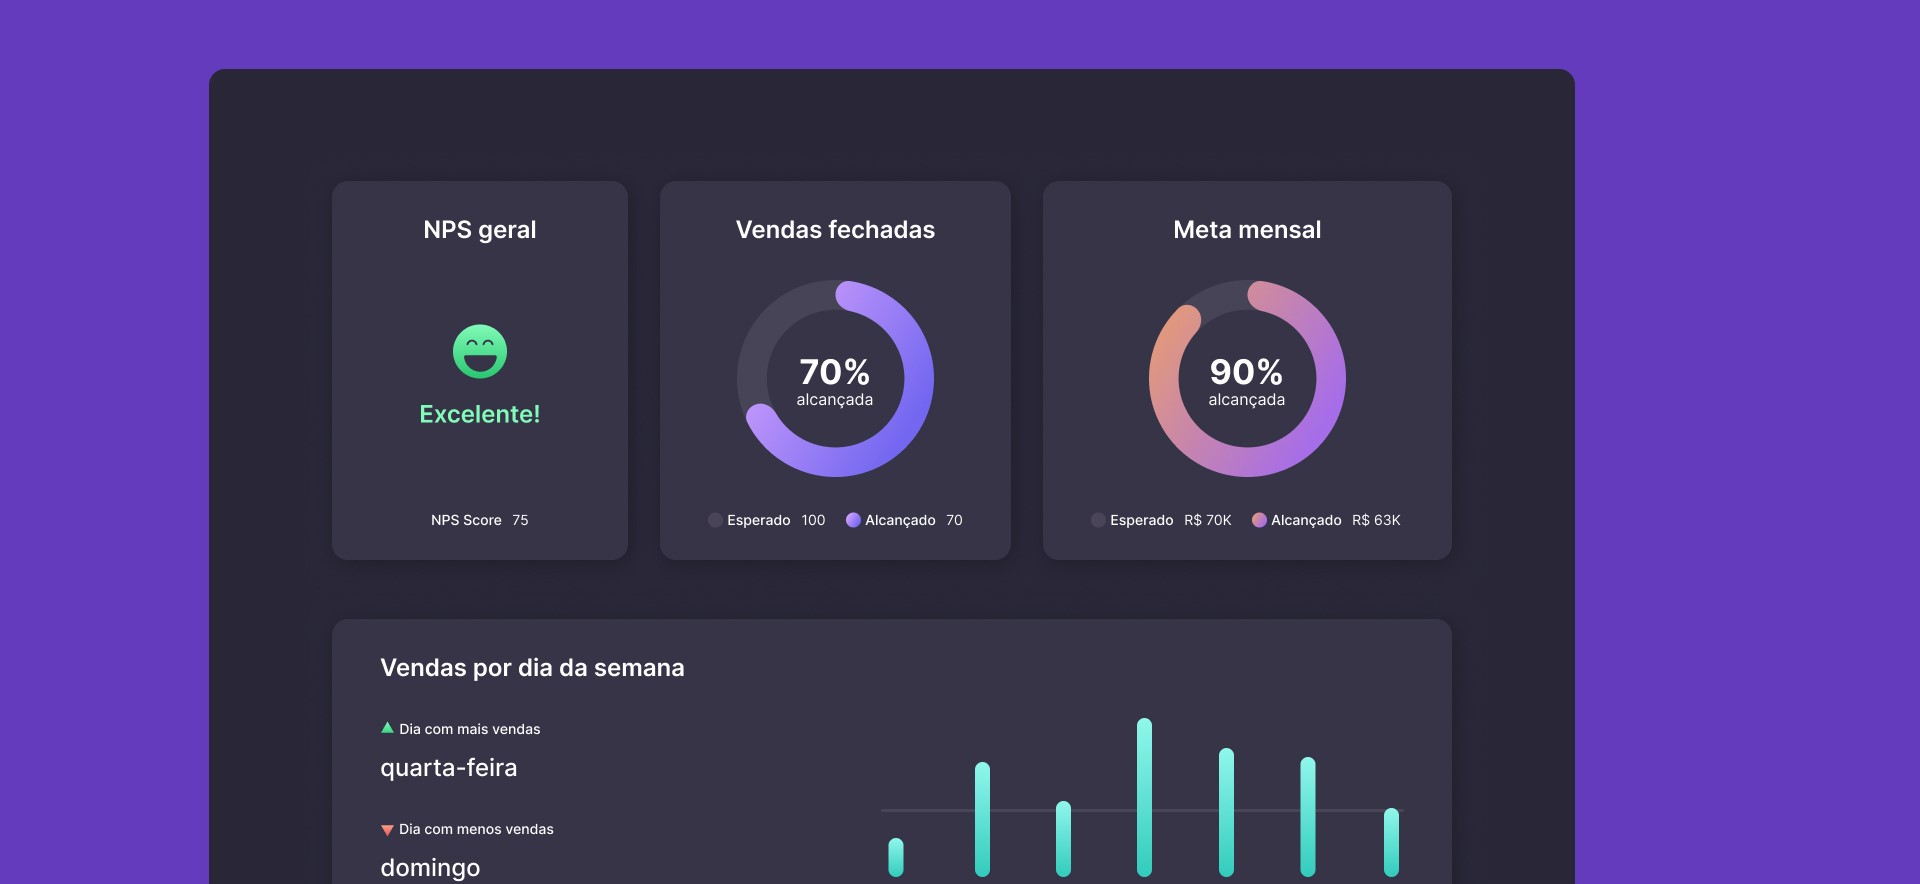 NPS geral
Excelente!
NPS Score 75
Vendas fechadas
70%
alcançada
Esperado 100 Alcançado 70
Meta mensal
90%
alcançada
Esperado R$ 70K Alcançado R$ 63K
Vendas por dia da semana
Dia com mais vendas
quarta-feira
Dia com menos vendas
domingo